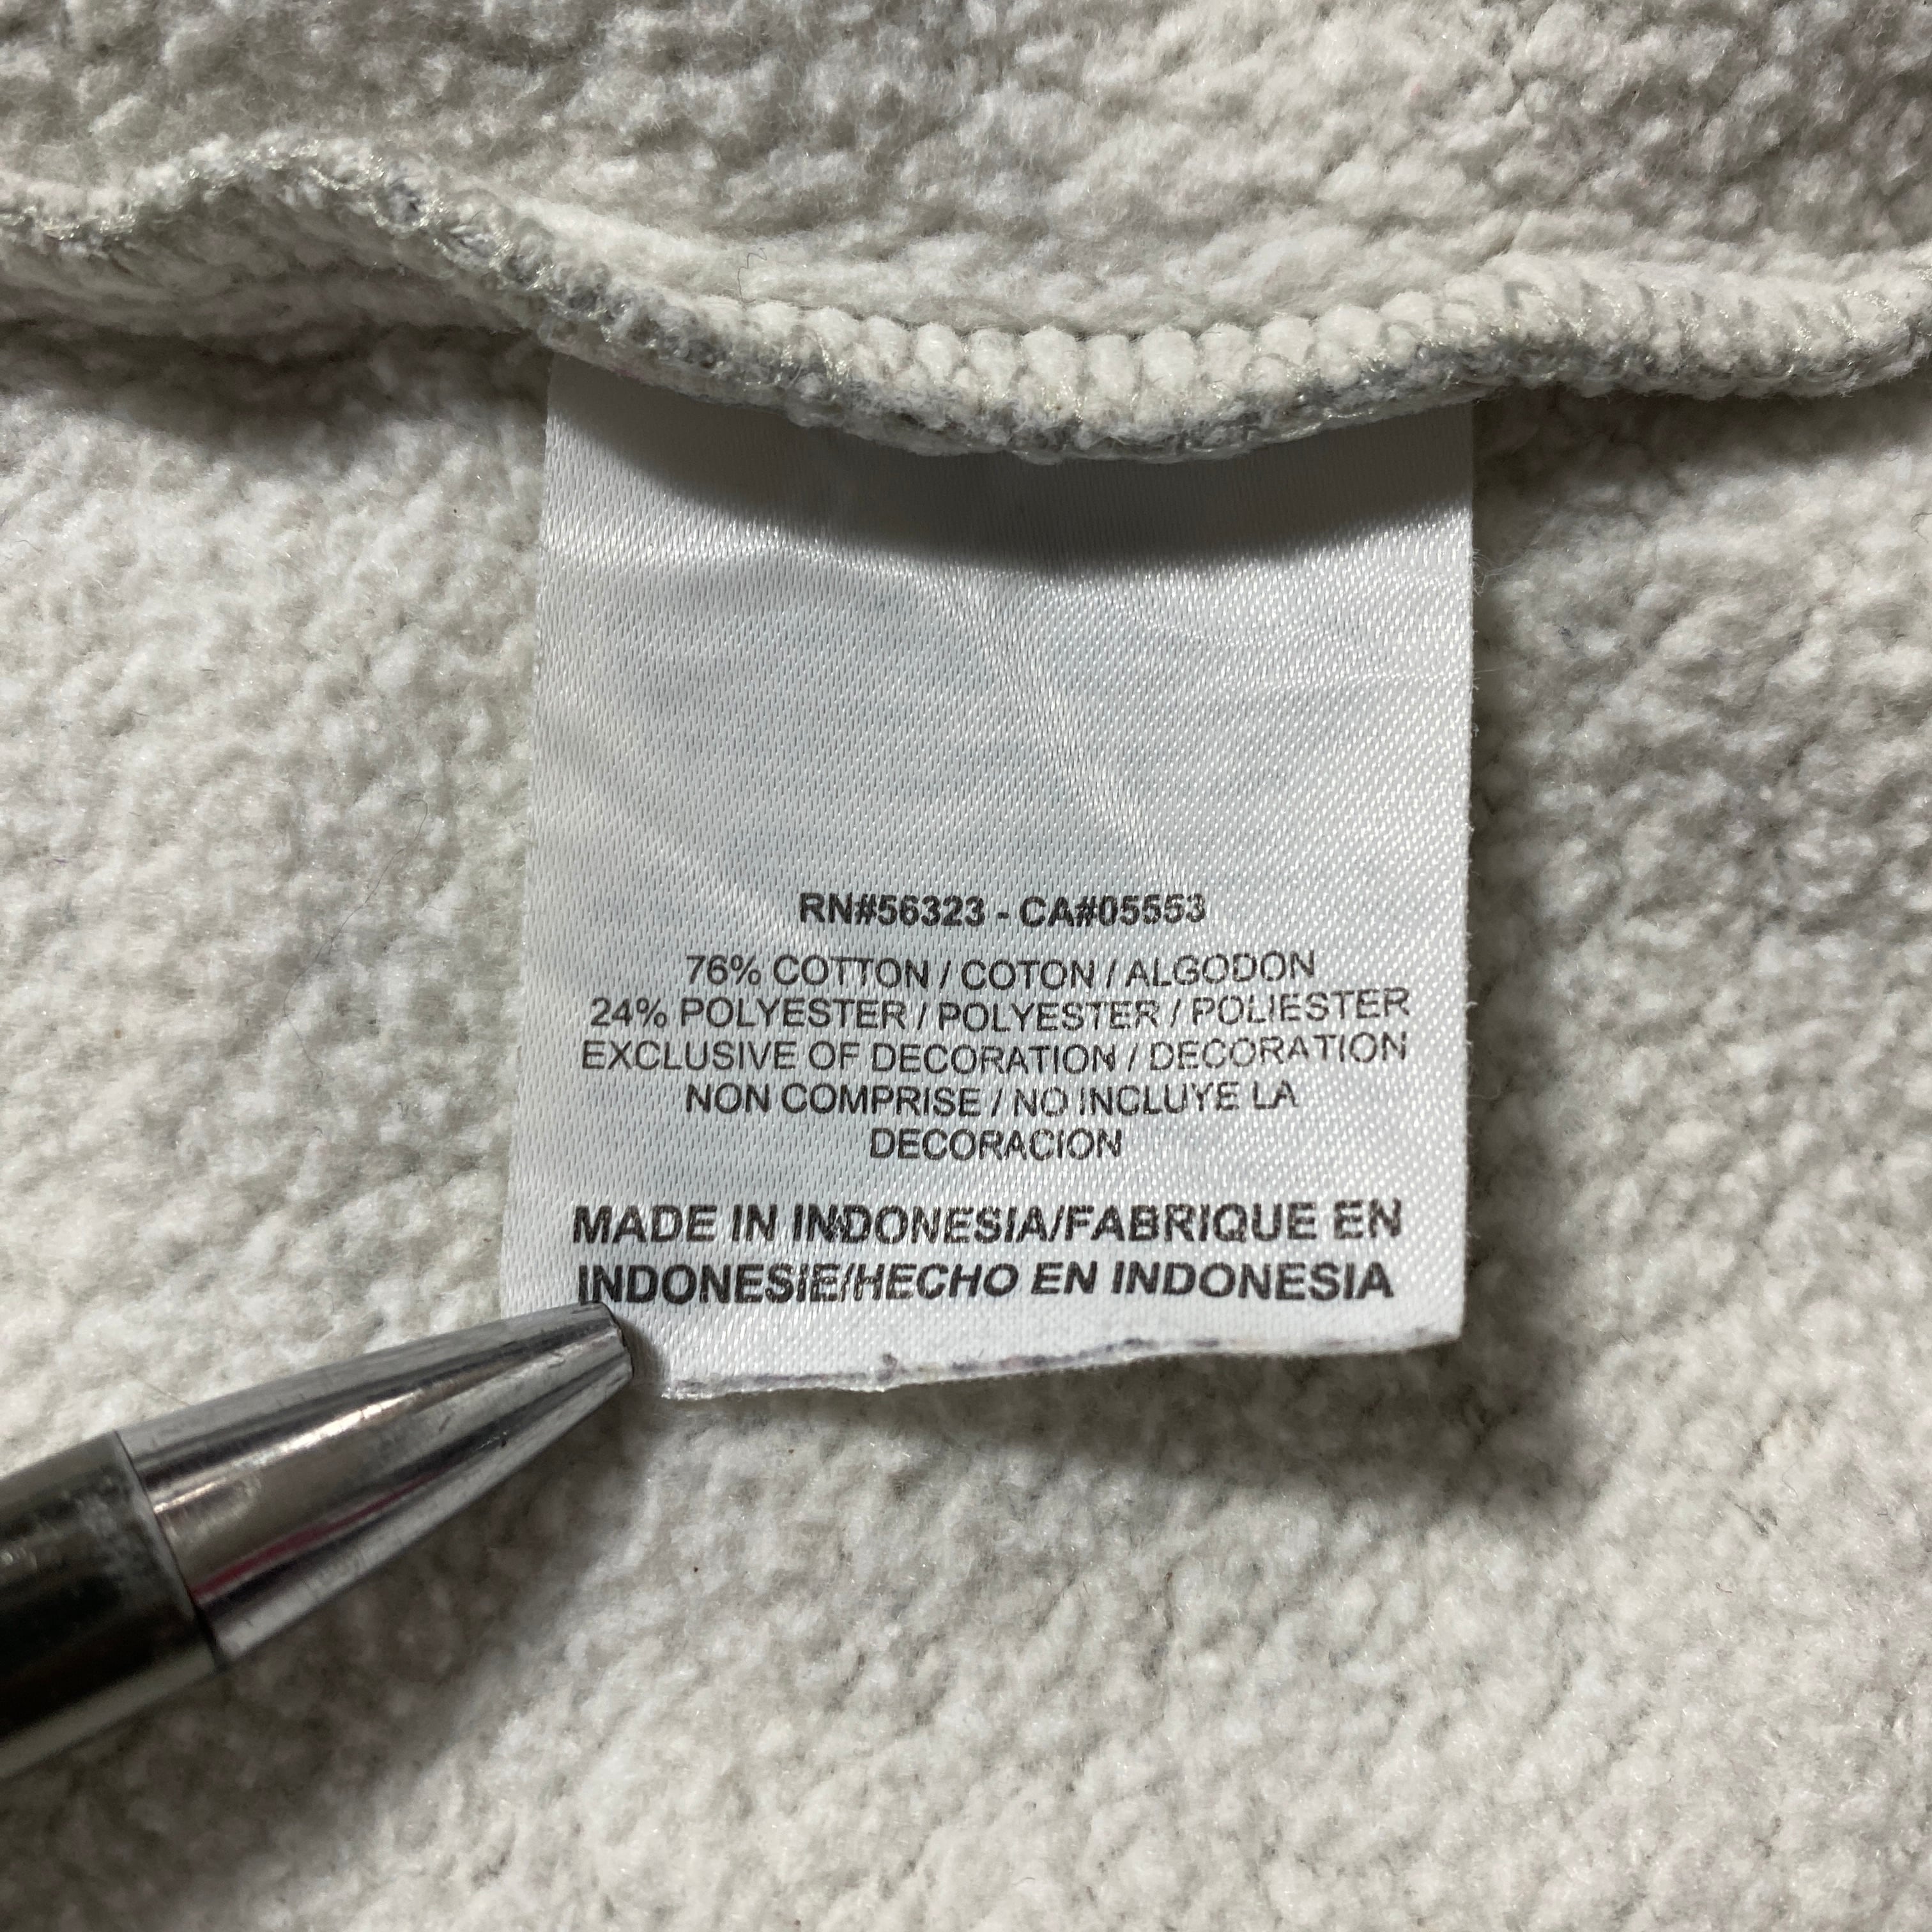 RN#56323 - CA#05553
76% COTTON / COTON / ALGODON
24% POLYESTER / POLYESTER / POLIESTER
EXCLUSIVE OF DECORATION / DECORATION
NON COMPRISE / NO INCLUYE LA
DECORACION
MADE IN INDONESIA/FABRIQUE EN
INDONESIE/HECHO EN INDONESIA